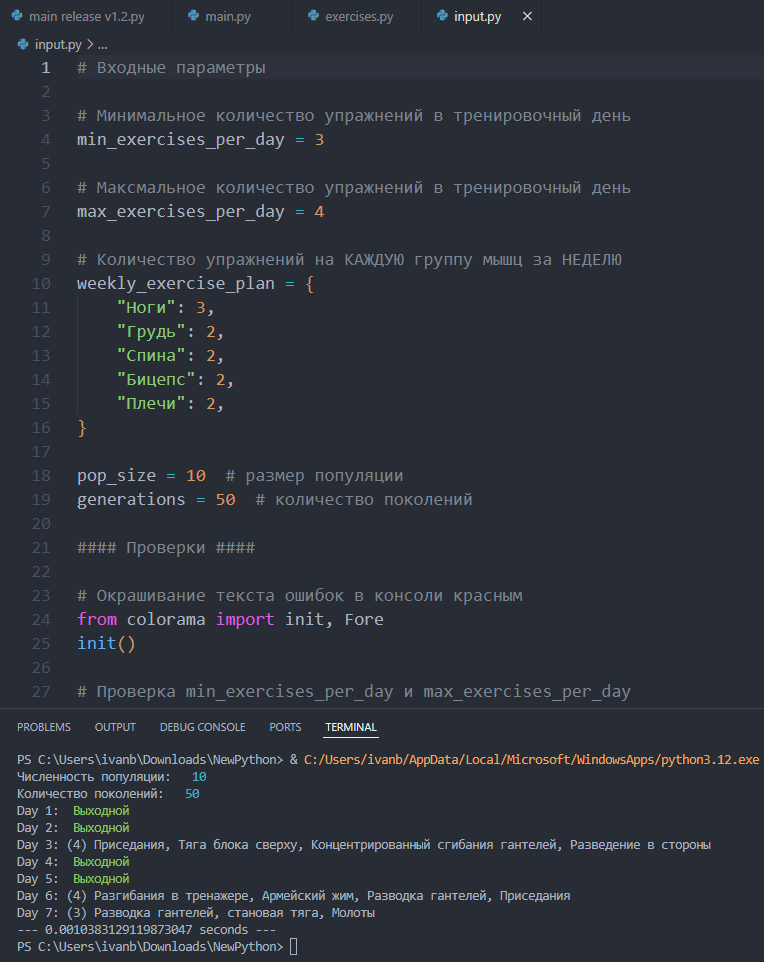 main release v1.2.py main.py exercises.py input.py ×
input.py > ...
1 # Входные параметры
2
3 # Минимальное количество упражнений в тренировочный день
4 min_exercises_per_day = 3
5
6 # Максмальное количество упражнений в тренировочный день
7 max_exercises_per_day = 4
8
9 # Количество упражнений на КАЖДУЮ группу мышц за НЕДЕЛЮ
10 weekly_exercise_plan = {
11 "Ноги": 3,
12 "Грудь": 2,
13 "Спина": 2,
14 "Бицепс": 2,
15 "Плечи": 2,
16 }
17
18 pop_size = 10 # размер популяции
19 generations = 50 # количество поколений
20
21 #### Проверки ####
22
23 # Окрашивание текста ошибок в консоли красным
24 from colorama import init, Fore
25 init()
26
27 # Проверка min_exercises_per_day и max_exercises_per_day
PROBLEMS OUTPUT DEBUG CONSOLE PORTS TERMINAL
PS C:\Users\ivanb\Downloads\NewPython> & C:/Users/ivanb/AppData/Local/Microsoft/WindowsApps/python3.12.exe
Численность популяции: 10
Количество поколений: 50
Day 1: Выходной
Day 2: Выходной
Day 3: (4) Приседания, Тяга блока сверху, Концентрированный сгибания гантелей, Разведение в стороны
Day 4: Выходной
Day 5: Выходной
Day 6: (4) Разгибания в тренажере, Армейский жим, Разводка гантелей, Приседания
Day 7: (3) Разводка гантелей, становая тяга, Молоты
--- 0.0010383129119873047 seconds ---
PS C:\Users\ivanb\Downloads\NewPython>